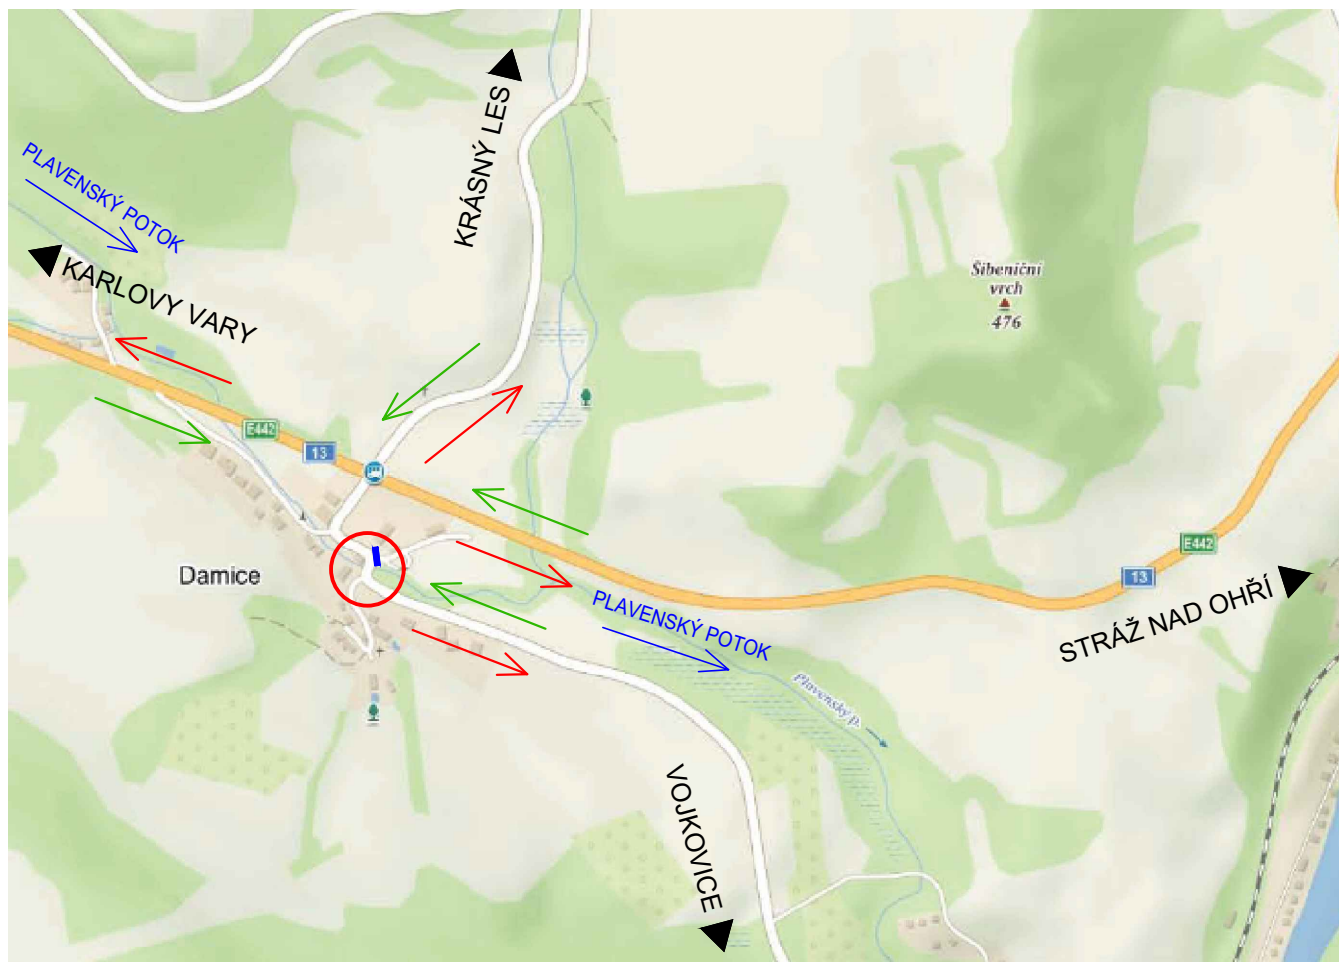 KRÁSNÝ LES
PLAVENSKÝ POTOK
KARLOVY VARY
Šibeniční
vrch
476
E442
13
E442
13
Damice
PLAVENSKÝ POTOK
STRÁŽ NAD OHŘÍ
Plavenský p.
VOJKOVICE